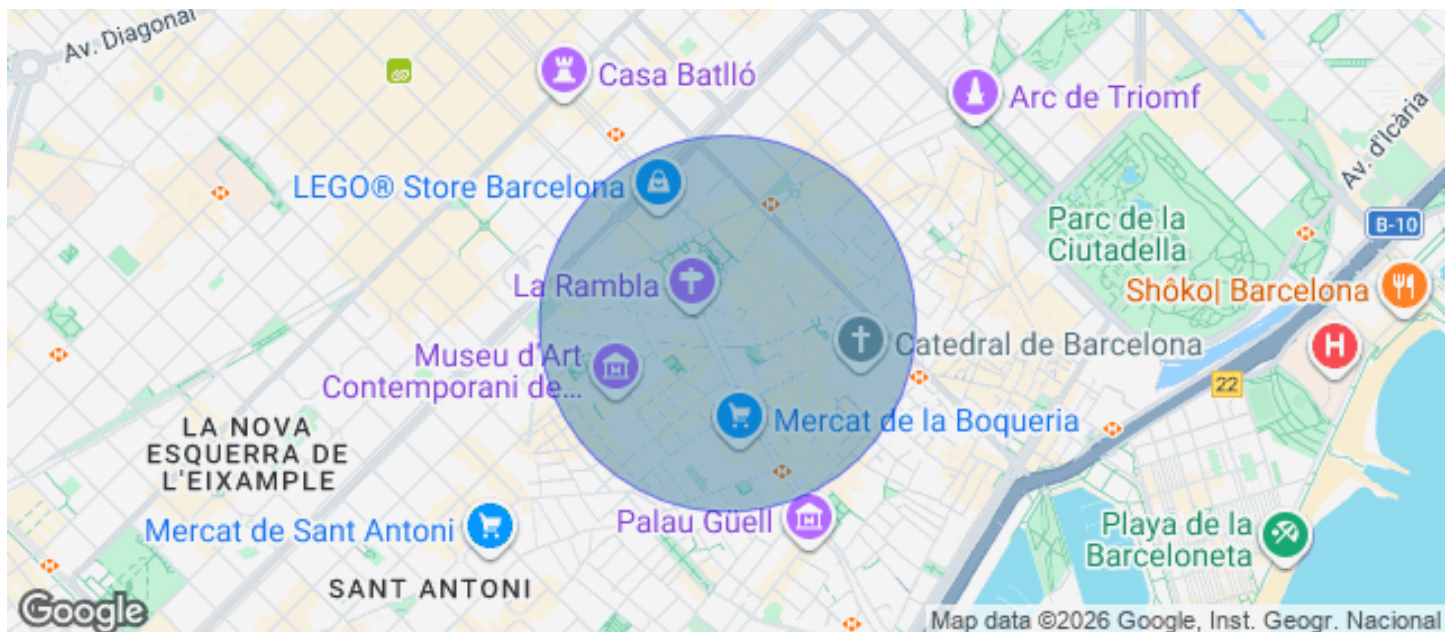 Av. Diagonal
Casa Batlló
Arc de Triomf
Av. d'Icària
LEGO® Store Barcelona
Parc de la
Ciutadella
B-10
La Rambla
Shôko| Barcelona
Museu d'Art
Contemporani de...
Catedral de Barcelona
H
22
Mercat de la Boqueria
LA NOVA
ESQUERRA DE
L'EIXAMPLE
Mercat de Sant Antoni
Palau Güell
Playa de la
Barceloneta
SANT ANTONI
Google
Map data ©2026 Google, Inst. Geogr. Nacional